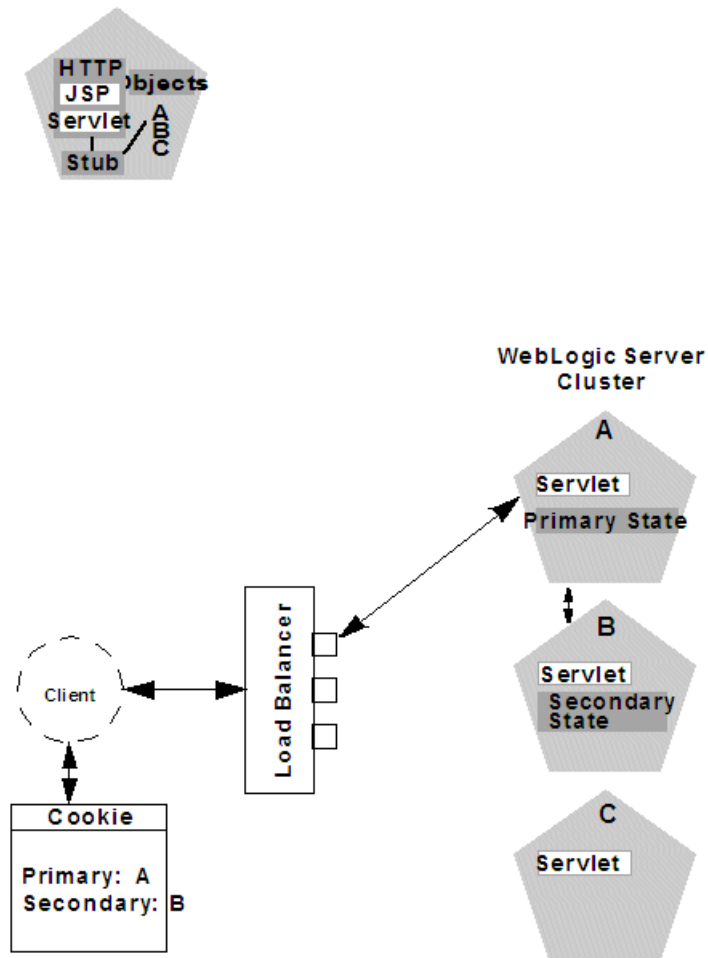 HTTP
Objects
JSP
Servlet
A
B
C
Stub
WebLogic Server
Cluster
A
Servlet
Primary State
B
Servlet
Secondary
State
C
Servlet
Load Balancer
Client
Cookie
Primary: A
Secondary: B